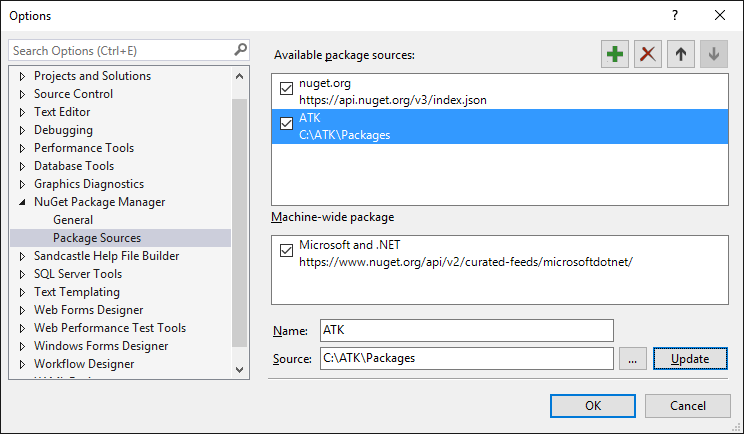 Options
Search Options (Ctrl+E)
Projects and Solutions
Source Control
Text Editor
Debugging
Performance Tools
Database Tools
Graphics Diagnostics
NuGet Package Manager
General
Package Sources
Sandcastle Help File Builder
SQL Server Tools
Text Templating
Web Forms Designer
Web Performance Test Tools
Windows Forms Designer
Workflow Designer
Available package sources:
nuget.org
https://api.nuget.org/v3/index.json
ATK
C:\ATK\Packages
Machine-wide package
Microsoft and .NET
https://www.nuget.org/api/v2/curated-feeds/microsoftdotnet/
Name: ATK
Source: C:\ATK\Packages ... Update
OK Cancel